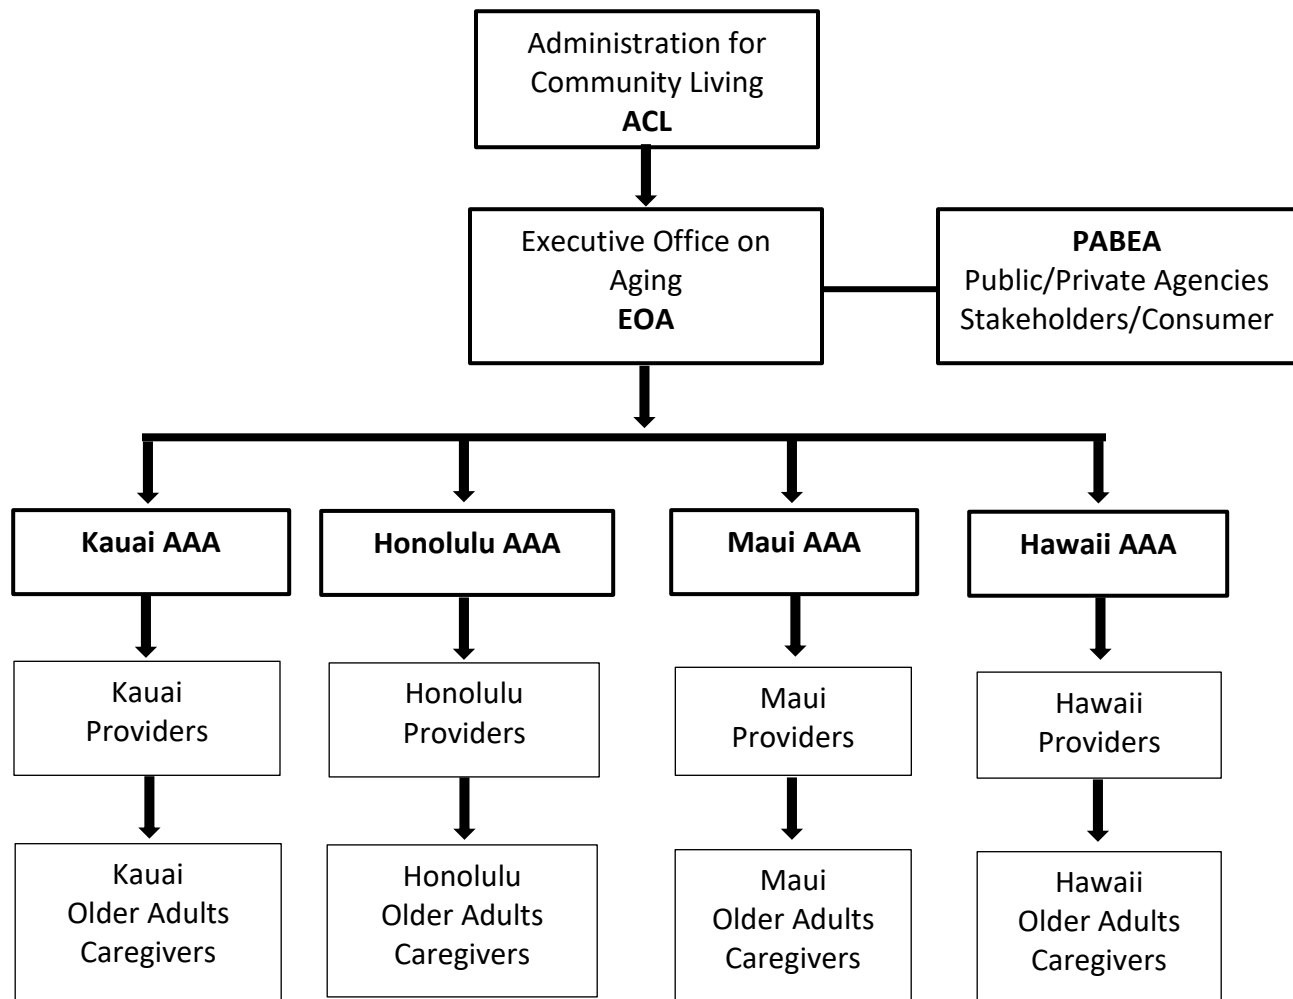 Administration for
Community Living
ACL
Executive Office on
Aging
EOA
PABEA
Public/Private Agencies
Stakeholders/Consumer
Kauai AAA
Honolulu AAA
Maui AAA
Hawaii AAA
Kauai
Providers
Honolulu
Providers
Maui
Providers
Hawaii
Providers
Kauai
Older Adults
Caregivers
Honolulu
Older Adults
Caregivers
Maui
Older Adults
Caregivers
Hawaii
Older Adults
Caregivers